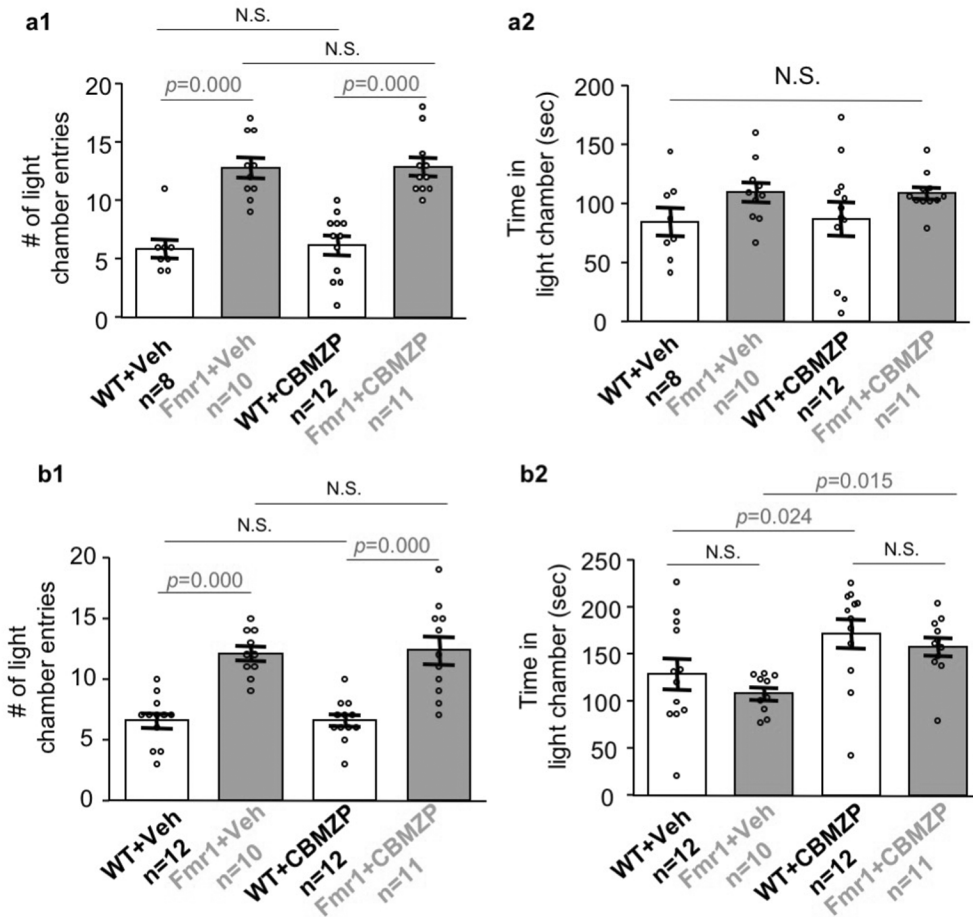 a1
N.S.
N.S.
p=0.000
p=0.000
# of light
chamber entries
20
15
10
5
0
WT+Veh
n=8
Fmr1+Veh
n=10
WT+CBMZP
n=12
Fmr1+CBMZP
n=11
a2
N.S.
Time in
light chamber (sec)
200
150
100
50
0
WT+Veh
n=8
Fmr1+Veh
n=10
WT+CBMZP
n=12
Fmr1+CBMZP
n=11
b1
N.S.
N.S.
p=0.000
p=0.000
# of light
chamber entries
20
15
10
5
0
WT+Veh
n=12
Fmr1+Veh
n=10
WT+CBMZP
n=12
Fmr1+CBMZP
n=11
b2
p=0.015
p=0.024
N.S.
N.S.
Time in
light chamber (sec)
250
200
150
100
50
0
WT+Veh
n=12
Fmr1+Veh
n=10
WT+CBMZP
n=12
Fmr1+CBMZP
n=11